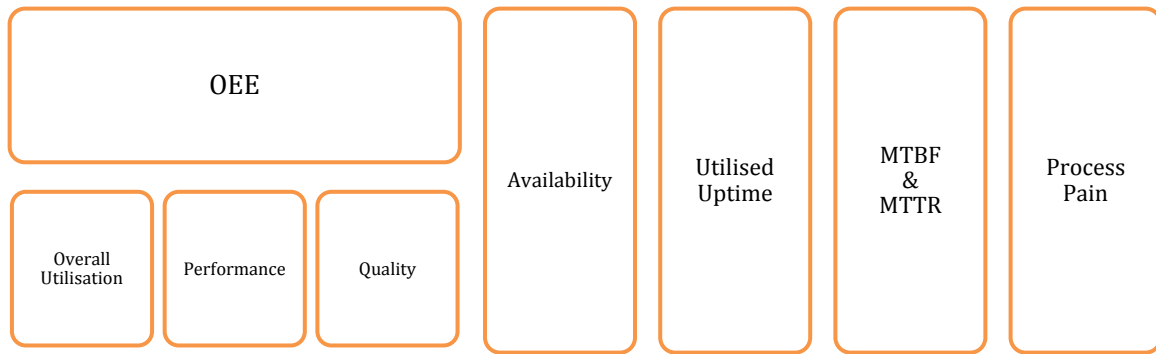 OEE
Overall
Utilisation
Performance
Quality
Availability
Utilised
Uptime
MTBF
&
MTTR
Process
Pain